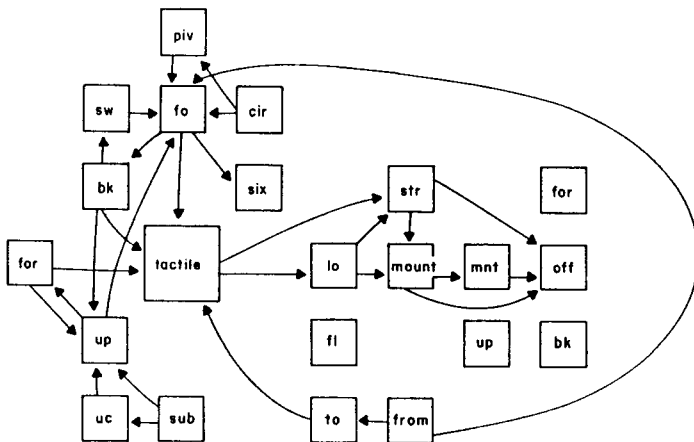 piv
sw fo cir
bk six str for
for tactile lo mount mnt off
up fl up bk
uc sub to from